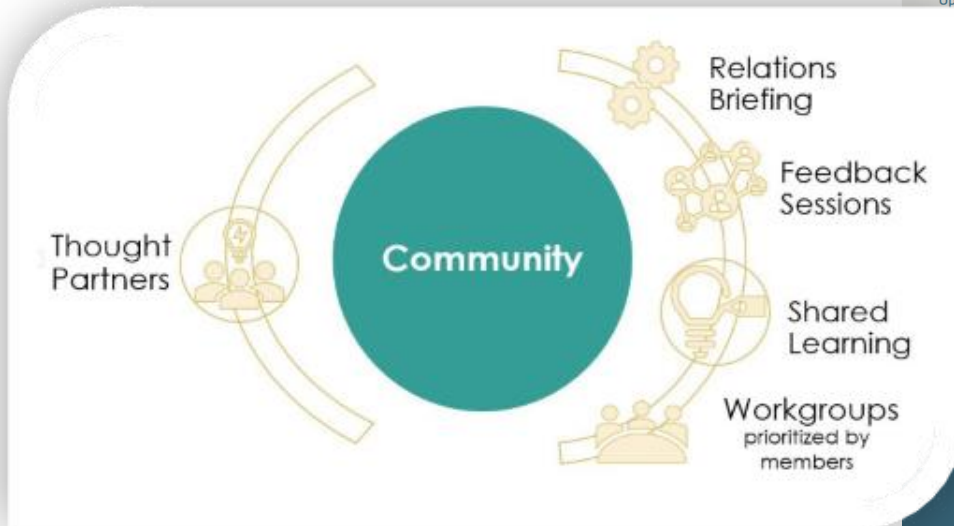 Relations
Briefing
Feedback
Sessions
Thought
Partners
Community
Shared
Learning
Workgroups
prioritized by
members